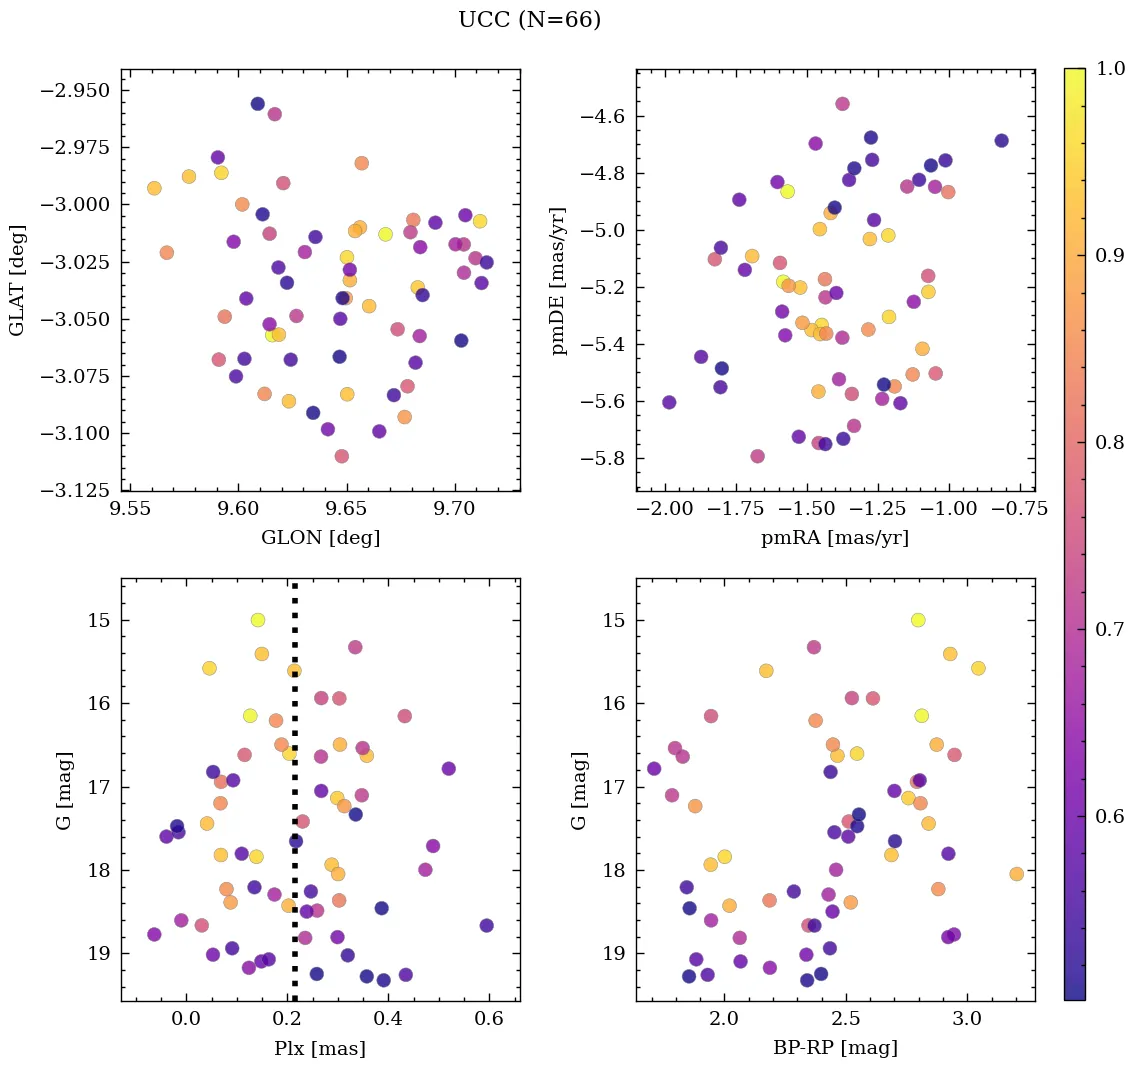 UCC (N=66)
−2.950
−2.975
−3.000
−3.025
−3.050
−3.075
−3.100
−3.125
GLAT [deg]
9.55 9.60 9.65 9.70
GLON [deg]
−4.6
−4.8
−5.0
−5.2
−5.4
−5.6
−5.8
pmDE [mas/yr]
−2.00 −1.75 −1.50 −1.25 −1.00 −0.75
pmRA [mas/yr]
1.0
0.9
0.8
0.7
0.6
15
16
17
18
19
G [mag]
0.0 0.2 0.4 0.6
Plx [mas]
15
16
17
18
19
G [mag]
2.0 2.5 3.0
BP-RP [mag]